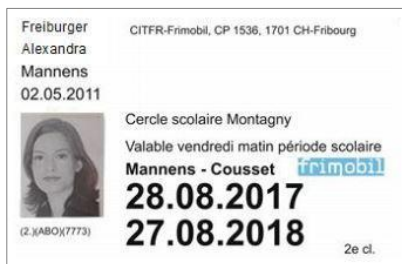 Freiburger
Alexandra
Mannens
02.05.2011
CITFR-Frimobil, CP 1536, 1701 CH-Fribourg
Cercle scolaire Montagny
Valable vendredi matin période scolaire
Mannens - Cousset frimobil
28.08.2017
27.08.2018
(2.)(ABO)(7773)
2e cl.